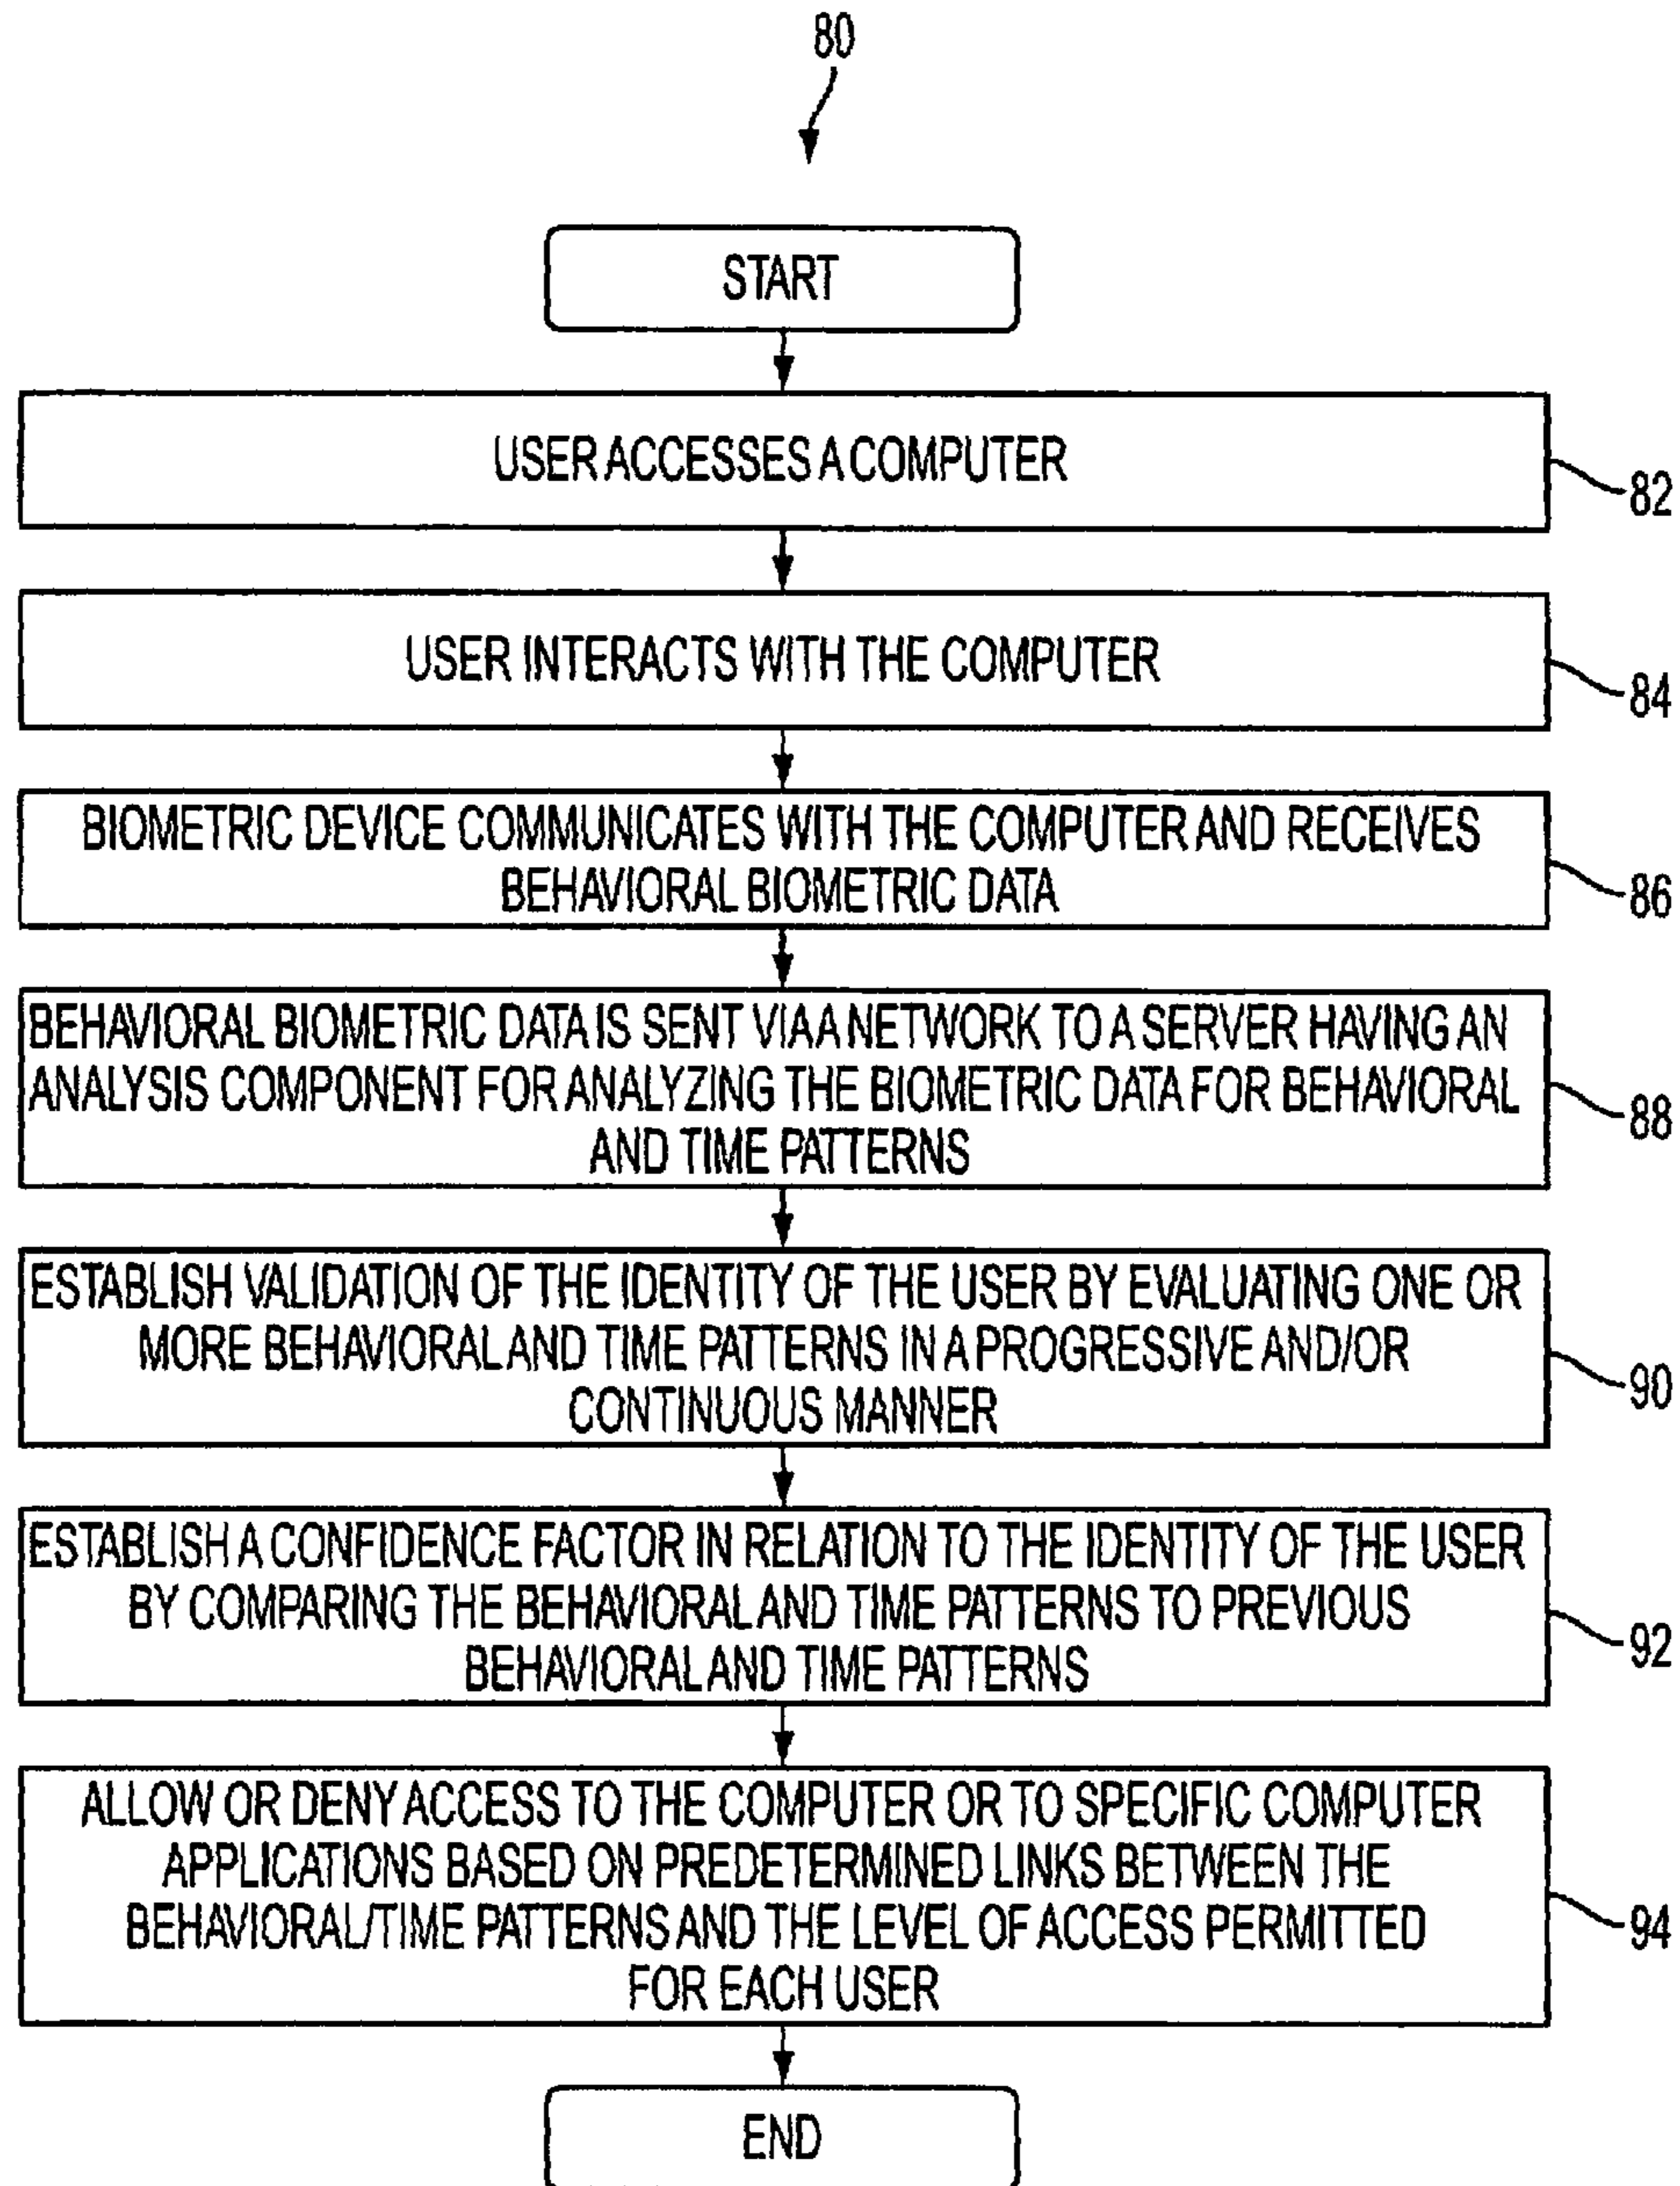 80
START
USER ACCESSES A COMPUTER
82
USER INTERACTS WITH THE COMPUTER
84
BIOMETRIC DEVICE COMMUNICATES WITH THE COMPUTER AND RECEIVES
BEHAVIORAL BIOMETRIC DATA
86
BEHAVIORAL BIOMETRIC DATA IS SENT VIA A NETWORK TO A SERVER HAVING AN
ANALYSIS COMPONENT FOR ANALYZING THE BIOMETRIC DATA FOR BEHAVIORAL
AND TIME PATTERNS
88
ESTABLISH VALIDATION OF THE IDENTITY OF THE USER BY EVALUATING ONE OR
MORE BEHAVIORAL AND TIME PATTERNS IN A PROGRESSIVE AND/OR
CONTINUOUS MANNER
90
ESTABLISH A CONFIDENCE FACTOR IN RELATION TO THE IDENTITY OF THE USER
BY COMPARING THE BEHAVIORAL AND TIME PATTERNS TO PREVIOUS
BEHAVIORAL AND TIME PATTERNS
92
ALLOW OR DENY ACCESS TO THE COMPUTER OR TO SPECIFIC COMPUTER
APPLICATIONS BASED ON PREDETERMINED LINKS BETWEEN THE
BEHAVIORAL/TIME PATTERNS AND THE LEVEL OF ACCESS PERMITTED
FOR EACH USER
94
END